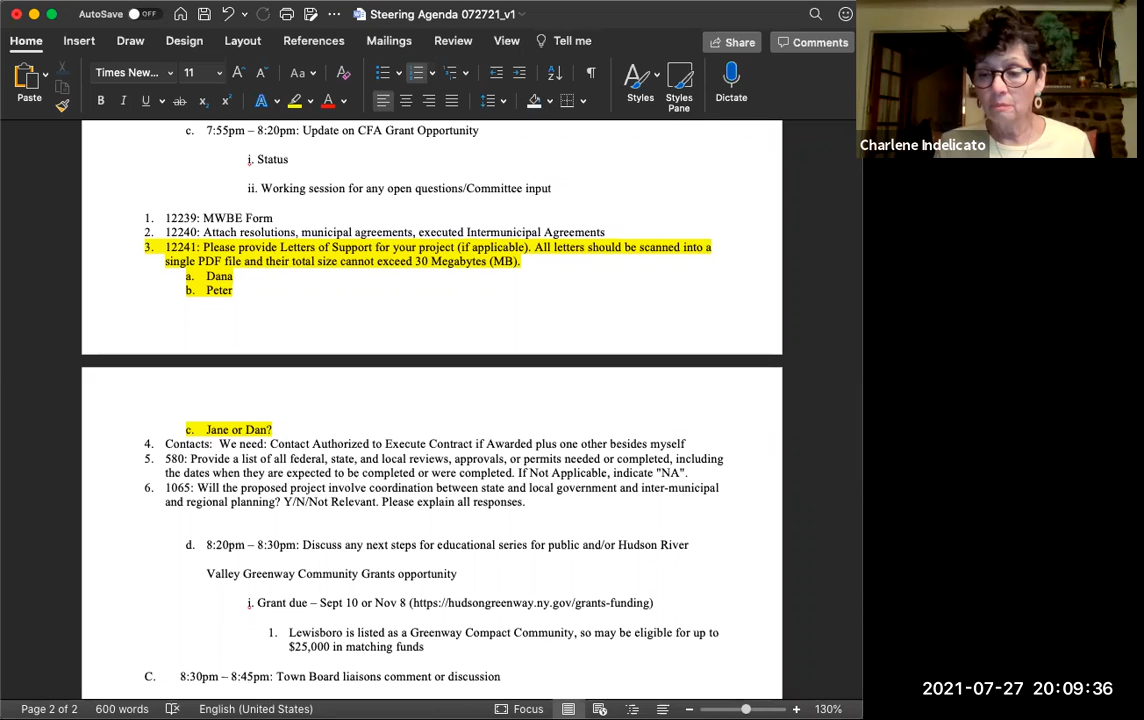 AutoSave OFF ... Steering Agenda 072721_v1
Home Insert Draw Design Layout References Mailings Review View Tell me Share Comments
Paste Times New... 11 A A Aa A Styles Styles Pane Dictate
B I U ab x2 x2 A A
Charlene Indelicato
c. 7:55pm – 8:20pm: Update on CFA Grant Opportunity
i. Status
ii. Working session for any open questions/Committee input
1. 12239: MWBE Form
2. 12240: Attach resolutions, municipal agreements, executed Intermunicipal Agreements
3. 12241: Please provide Letters of Support for your project (if applicable). All letters should be scanned into a
single PDF file and their total size cannot exceed 30 Megabytes (MB).
a. Dana
b. Peter
c. Jane or Dan?
4. Contacts: We need: Contact Authorized to Execute Contract if Awarded plus one other besides myself
5. 580: Provide a list of all federal, state, and local reviews, approvals, or permits needed or completed, including
the dates when they are expected to be completed or were completed. If Not Applicable, indicate "NA".
6. 1065: Will the proposed project involve coordination between state and local government and inter-municipal
and regional planning? Y/N/Not Relevant. Please explain all responses.
d. 8:20pm – 8:30pm: Discuss any next steps for educational series for public and/or Hudson River
Valley Greenway Community Grants opportunity
i. Grant due – Sept 10 or Nov 8 (https://hudsongreenway.ny.gov/grants-funding)
1. Lewisboro is listed as a Greenway Compact Community, so may be eligible for up to
$25,000 in matching funds
C. 8:30pm – 8:45pm: Town Board liaisons comment or discussion
2021-07-27 20:09:36
Page 2 of 2 600 words English (United States) Focus 130%